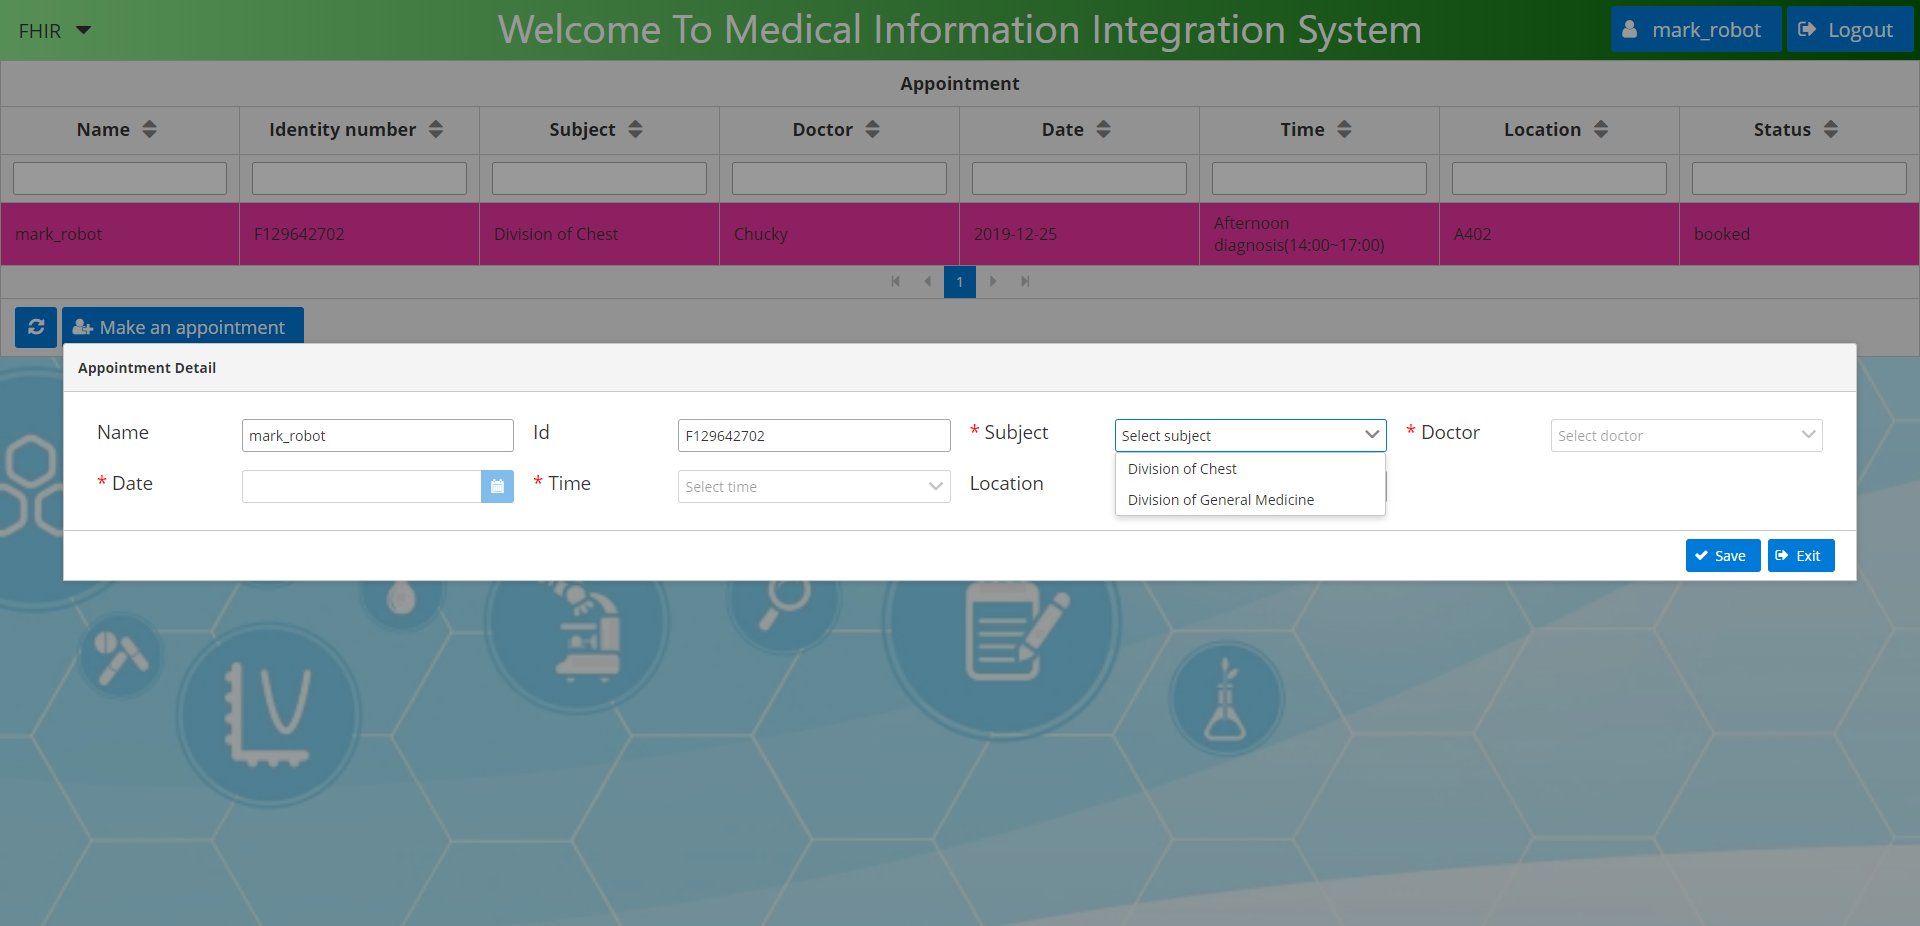 FHIR
Welcome To Medical Information Integration System
mark_robot
Logout
Appointment
Name Identity number Subject Doctor Date Time Location Status
mark_robot F129642702 Division of Chest Chucky 2019-12-25 Afternoon diagnosis(14:00~17:00) A402 booked
1
Make an appointment
Appointment Detail
Name mark_robot Id F129642702 * Subject Select subject * Doctor Select doctor
Division of Chest
* Date * Time Select time Location
Division of General Medicine
Save Exit